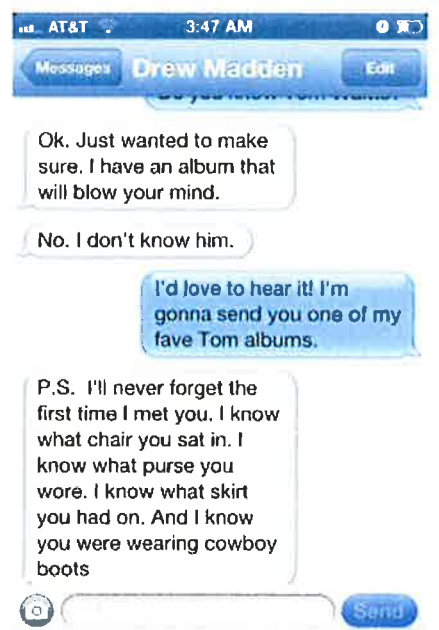 AT&T 3:47 AM
Messages Drew Madden Edit
Ok. Just wanted to make
sure. I have an album that
will blow your mind.
No. I don't know him.
I'd love to hear it! I'm
gonna send you one of my
fave Tom albums.
P.S. I'll never forget the
first time I met you. I know
what chair you sat in. I
know what purse you
wore. I know what skirt
you had on. And I know
you were wearing cowboy
boots
Send